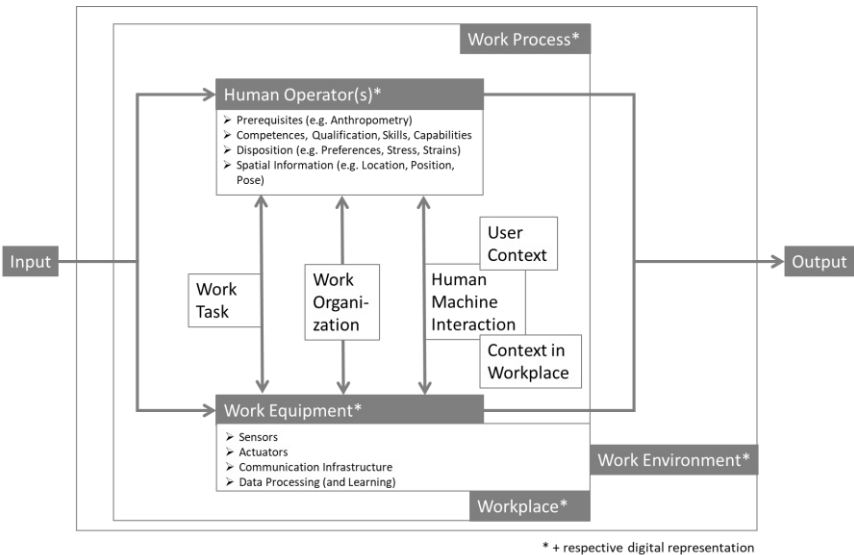 Work Process*
Human Operator(s)*
➢ Prerequisites (e.g. Anthropometry)
➢ Competences, Qualification, Skills, Capabilities
➢ Disposition (e.g. Preferences, Stress, Strains)
➢ Spatial Information (e.g. Location, Position,
Pose)
Input
Work
Task
Work
Organi-
zation
Human
Machine
Interaction
User
Context
Context in
Workplace
Output
Work Equipment*
➢ Sensors
➢ Actuators
➢ Communication Infrastructure
➢ Data Processing (and Learning)
Work Environment*
Workplace*
* + respective digital representation